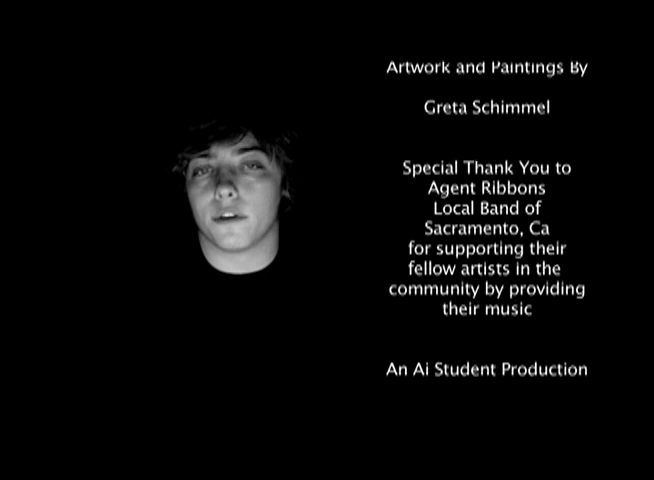 Artwork and Paintings By
Greta Schimmel
Special Thank You to
Agent Ribbons
Local Band of
Sacramento, Ca
for supporting their
fellow artists in the
community by providing
their music
An Ai Student Production